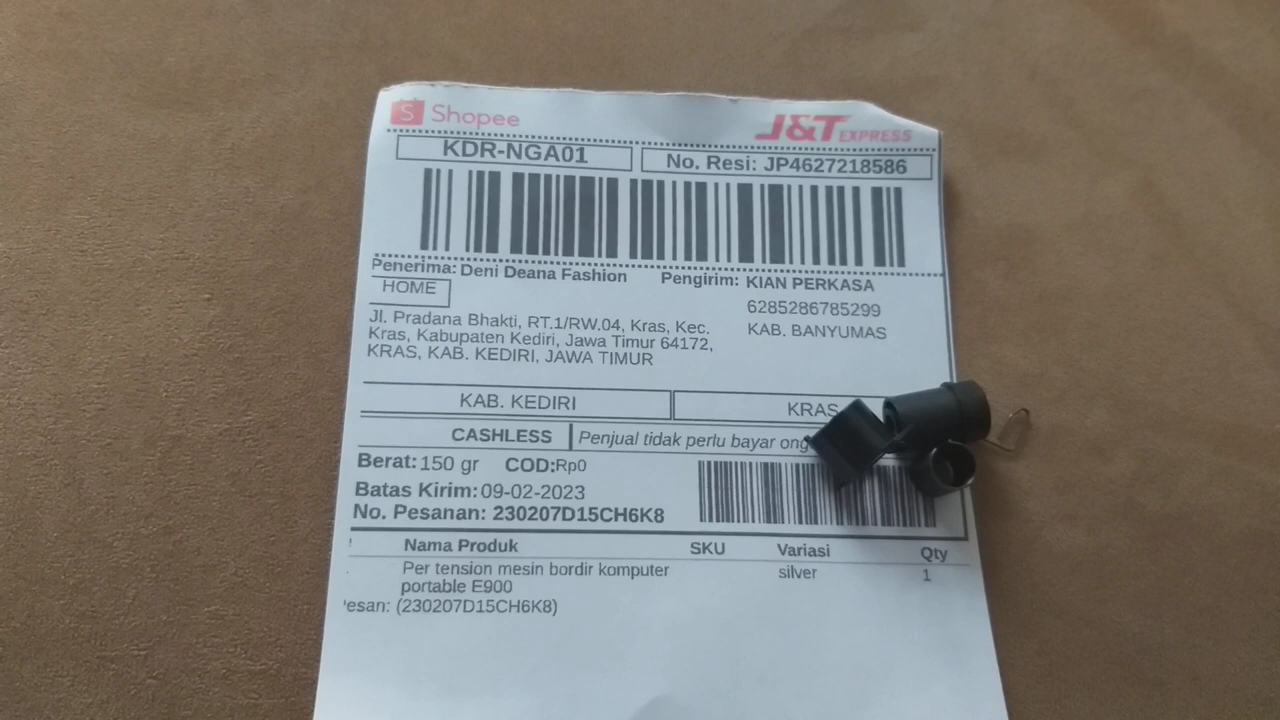 Shopee
J&T EXPRESS
KDR-NGA01
No. Resi: JP4627218586
Penerima: Deni Deana Fashion
Pengirim: KIAN PERKASA
HOME
6285286785299
KAB. BANYUMAS
Jl. Pradana Bhakti, RT.1/RW.04, Kras, Kec.
Kras, Kabupaten Kediri, Jawa Timur 64172,
KRAS, KAB. KEDIRI, JAWA TIMUR
KAB. KEDIRI
KRAS
CASHLESS
Penjual tidak perlu bayar ong
Berat: 150 gr COD:Rp0
Batas Kirim: 09-02-2023
No. Pesanan: 230207D15CH6K8
Nama Produk SKU Variasi Qty
Per tension mesin bordir komputer silver 1
portable E900
esan: (230207D15CH6K8)